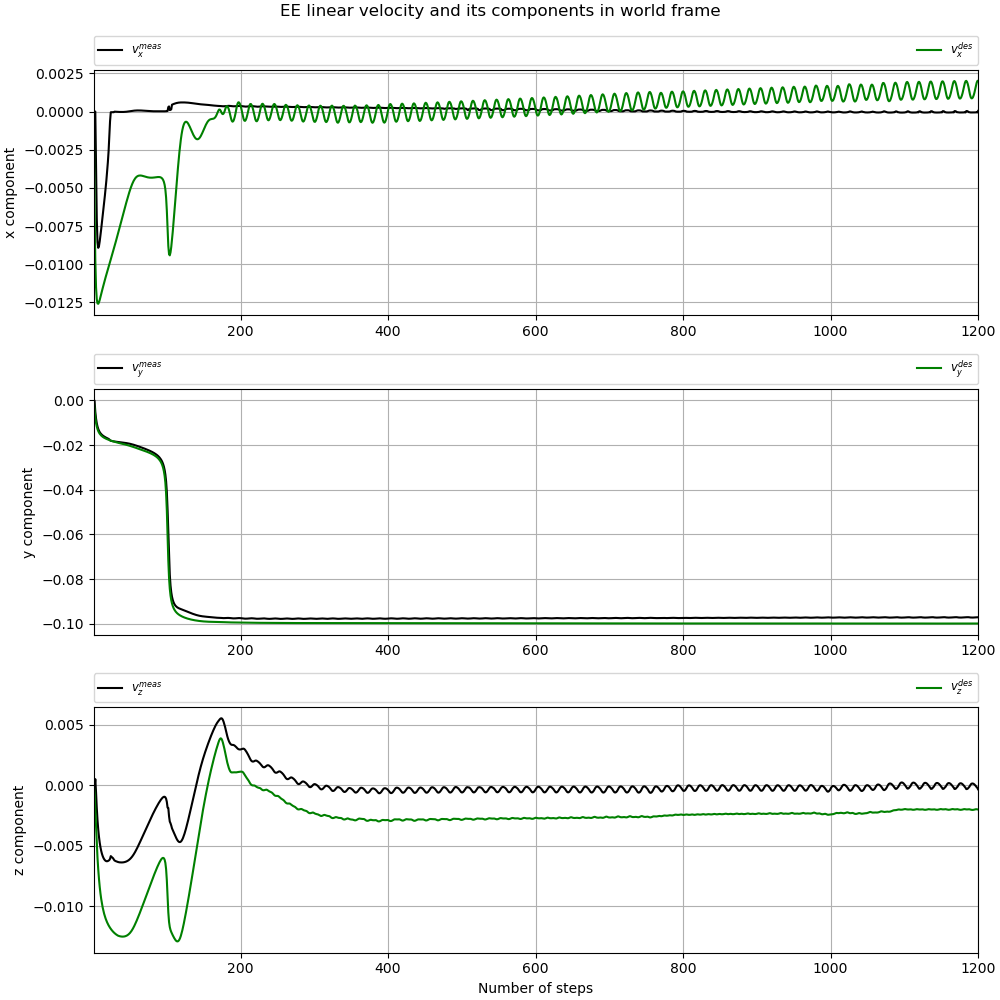 EE linear velocity and its components in world frame
v_x^{meas} v_x^{des}
0.0025
0.0000
−0.0025
−0.0050
−0.0075
−0.0100
−0.0125
x component
200 400 600 800 1000 1200
v_y^{meas} v_y^{des}
0.00
−0.02
−0.04
−0.06
−0.08
−0.10
y component
200 400 600 800 1000 1200
v_z^{meas} v_z^{des}
0.005
0.000
−0.005
−0.010
z component
200 400 600 800 1000 1200
Number of steps